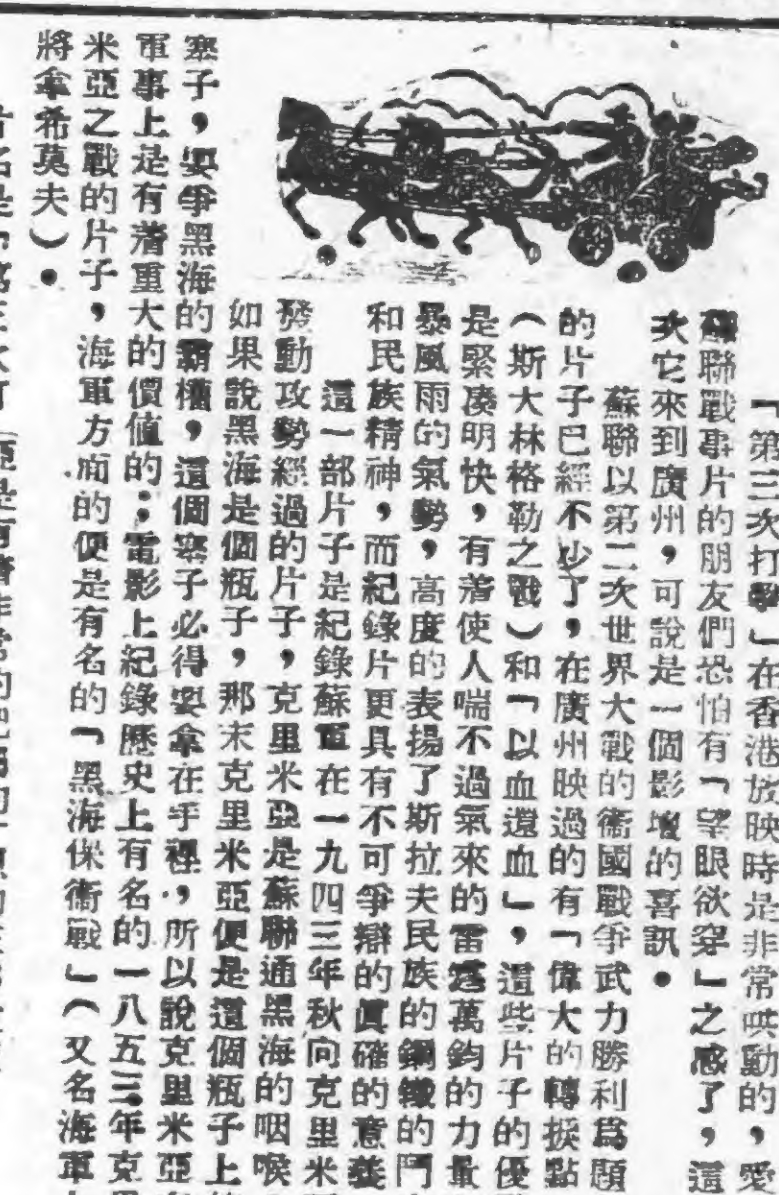 「第三次打擊」在香港放映時是非常哄動的，愛
蘇聯戰事片的朋友們恐怕有「望眼欲穿」之感了，這
次它來到廣州，可說是一個影壇的喜訊。
蘇聯以第二次世界大戰的衞國戰爭武力勝利爲題
的片子已經不少了，在廣州映過的有「偉大的轉捩點
（斯大林格勒之戰）和「以血還血」，這些片子的優
是緊湊明快，有着使人喘不過氣來的雷霆萬鈞的力量
暴風雨的氣勢，高度的表揚了斯拉夫民族的鋼鐵的鬥
和民族精神，而紀錄片更具有不可爭辯的眞確的意義
這一部片子是紀錄蘇軍在一九四三年秋向克里米
發動攻勢經過的片子，克里米亞是蘇聯通黑海的咽喉
如果說黑海是個瓶子，那末克里米亞便是這個瓶子上
塞子，要爭黑海的霸權，這個塞子必得要拿在手裡，所以說克里米亞
軍事上是有着重大的價値的；電影上紀錄歷史上有名的一八五三年克
米亞之戰的片子，海軍方面的便是有名的「黑海保衞戰」（又名海軍
將拿希莫夫）。